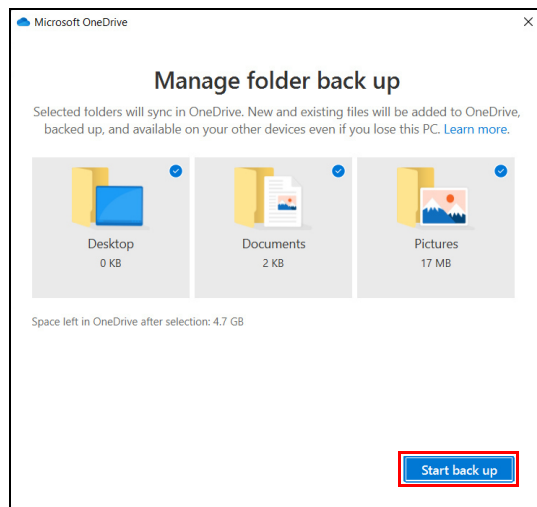 Microsoft OneDrive
Manage folder back up
Selected folders will sync in OneDrive. New and existing files will be added to OneDrive,
backed up, and available on your other devices even if you lose this PC. Learn more.
Desktop
0 KB
Documents
2 KB
Pictures
17 MB
Space left in OneDrive after selection: 4.7 GB
Start back up